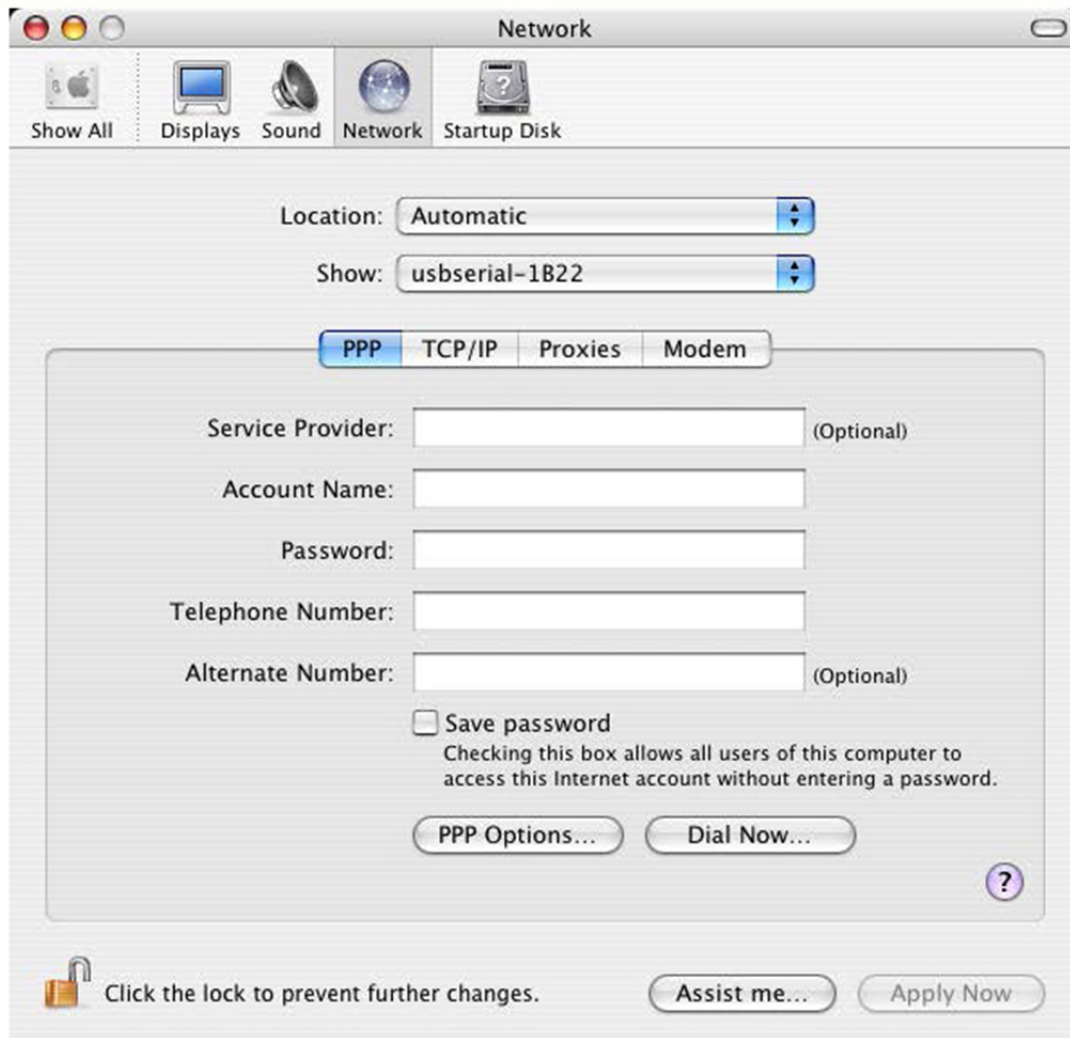 Network
Show All Displays Sound Network Startup Disk
Location: Automatic
Show: usbserial-1B22
PPP TCP/IP Proxies Modem
Service Provider: (Optional)
Account Name:
Password:
Telephone Number:
Alternate Number: (Optional)
Save password
Checking this box allows all users of this computer to
access this Internet account without entering a password.
PPP Options... Dial Now...
?
Click the lock to prevent further changes. Assist me... Apply Now